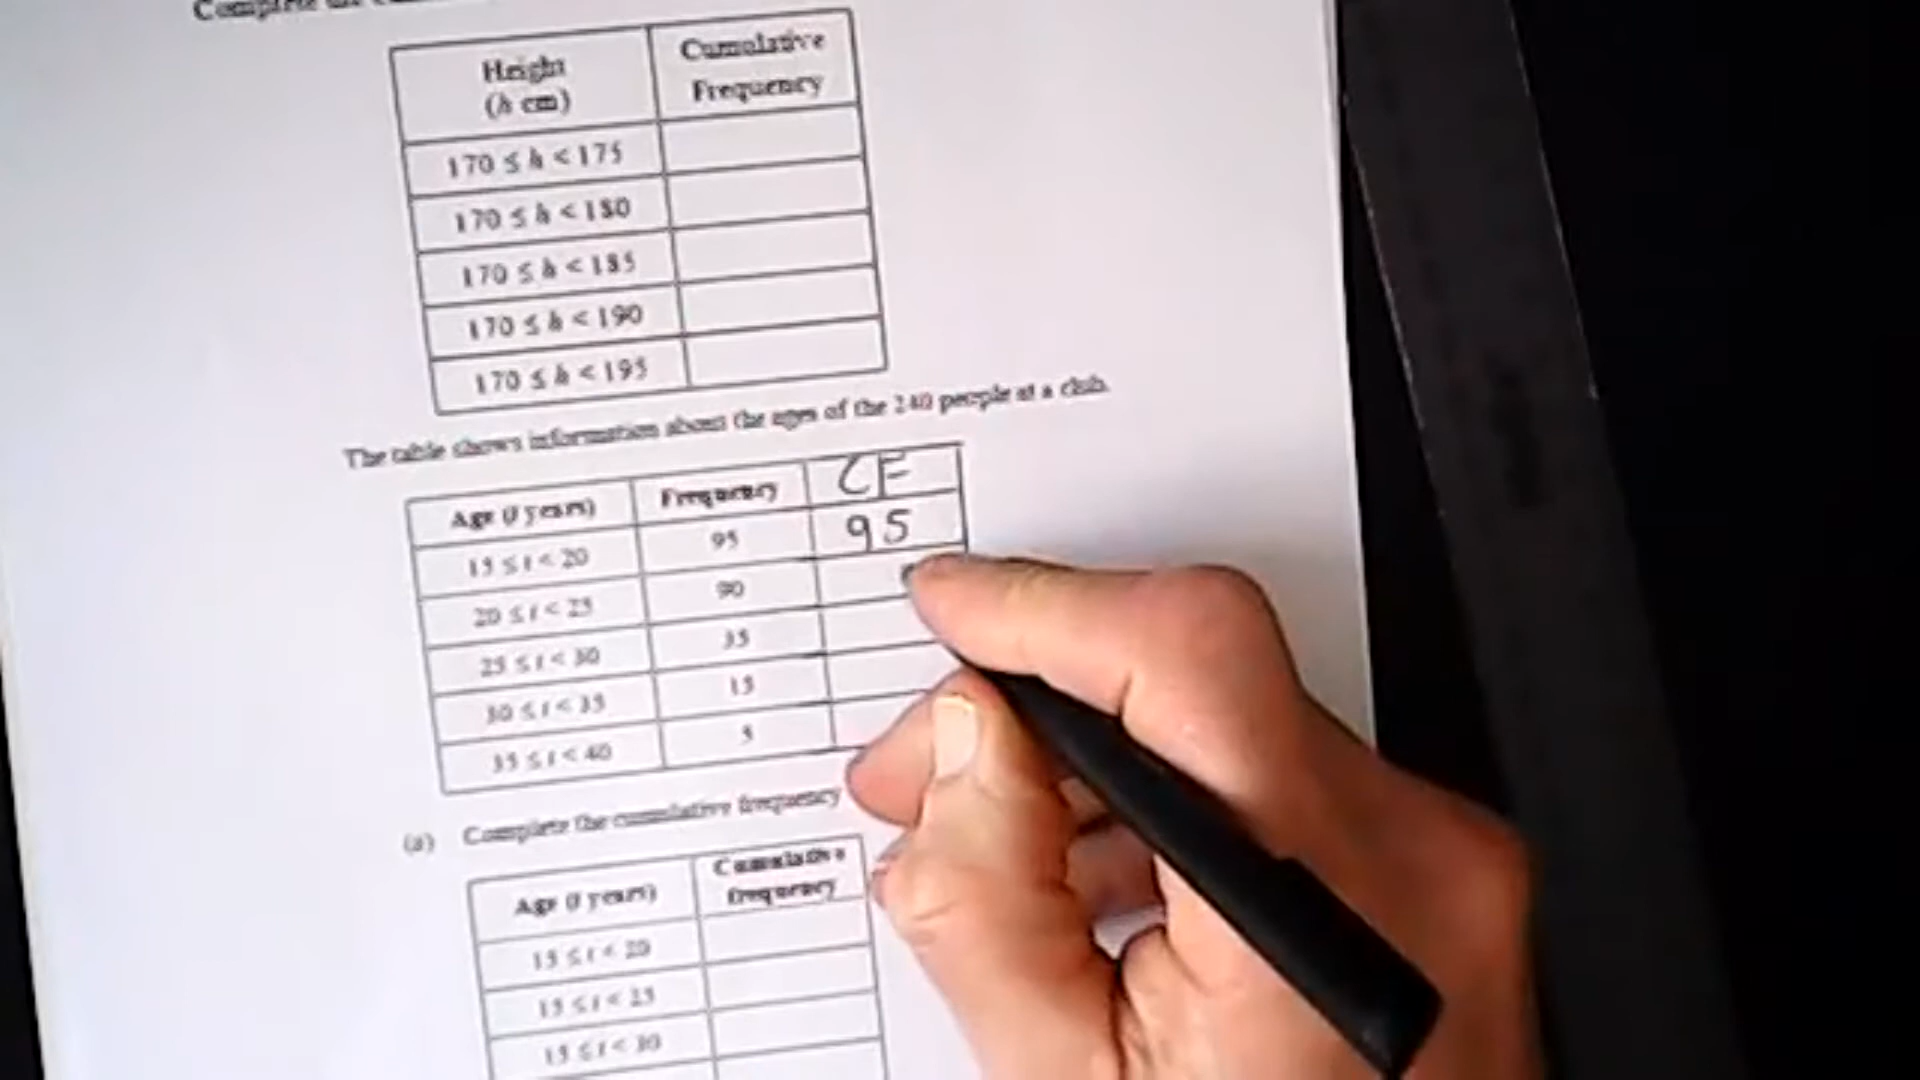 Complete the
Height Cumulative
(h cm) Frequency
170 ≤ h < 175
170 ≤ h < 180
170 ≤ h < 185
170 ≤ h < 190
170 ≤ h < 195
The table shows information about the ages of the 240 people at a club.
Age (t years) Frequency CF
15 ≤ t < 20 95 95
20 ≤ t < 25 90
25 ≤ t < 30 35
30 ≤ t < 35 15
35 ≤ t < 40 5
(a) Complete the cumulative frequency
Age (t years) Cumulative
frequency
15 ≤ t < 20
15 ≤ t < 25
15 ≤ t < 30